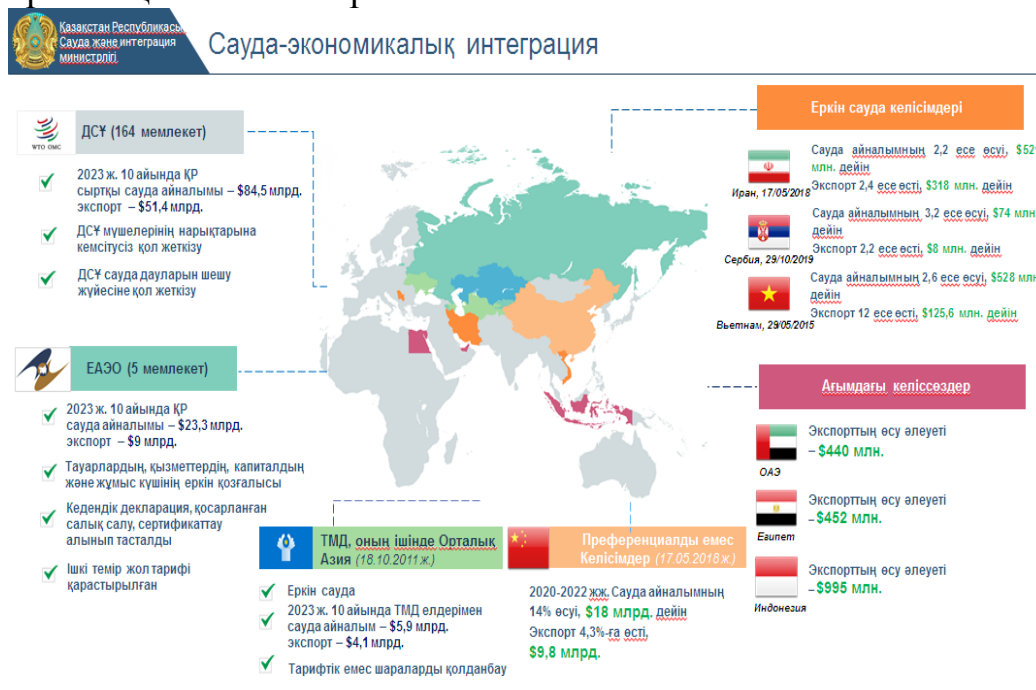 Қазақстан Республикасы
Сауда және интеграция
министрлігі
Сауда-экономикалық интеграция
WTO OMC
ДСҰ (164 мемлекет)
2023 ж. 10 айында ҚР
сыртқы сауда айналымы – $84,5 млрд.
экспорт – $51,4 млрд.
ДСҰ мүшелерінің нарықтарына
кемсітусіз қол жеткізу
ДСҰ сауда дауларын шешу
жүйесіне қол жеткізу
ЕАЭО (5 мемлекет)
2023 ж. 10 айында ҚР
сауда айналымы – $23,3 млрд.
экспорт – $9 млрд.
Тауарлардың, қызметтердің, капиталдың
және жұмыс күшінің еркін қозғалысы
Кедендік декларация, қосарланған
салық салу, сертификаттау
алынып тасталды
Ішкі темір жол тарифі
қарастырылған
ТМД, оның ішінде Орталық
Азия (18.10.2011 ж.)
Еркін сауда
2023 ж. 10 айында ТМД елдерімен
сауда айналым – $5,9 млрд.
экспорт – $4,1 млрд.
Тарифтік емес шараларды қолданбау
Преференциалды емес
Келісімдер (17.05.2018 ж.)
2020-2022 жж. Сауда айналымның
14% өсуі, $18 млрд. дейін
Экспорт 4,3%-ға өсті,
$9,8 млрд.
Еркін сауда келісімдері
Сауда айналымның 2,2 есе өсуі, $52
млн. дейін
Экспорт 2,4 есе өсті, $318 млн. дейін
Иран, 17/05/2018
Сауда айналымның 3,2 есе өсуі, $74 млн
дейін
Экспорт 2,2 есе өсті, $8 млн. дейін
Сербия, 29/10/2019
Сауда айналымның 2,6 есе өсуі, $528 млн
дейін
Экспорт 12 есе өсті, $125,6 млн. дейін
Вьетнам, 29/05/2015
Ағымдағы келіссөздер
Экспорттың өсу әлеуеті
– $440 млн.
ОАЭ
Экспорттың өсу әлеуеті
– $452 млн.
Египет
Экспорттың өсу әлеуеті
– $995 млн.
Индонезия